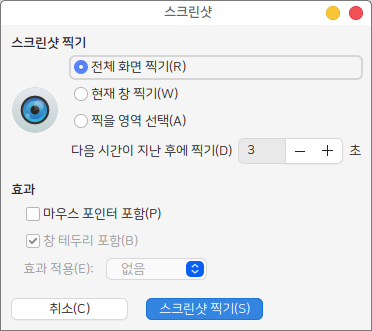 스크린샷
스크린샷 찍기
전체 화면 찍기(R)
현재 창 찍기(W)
찍을 영역 선택(A)
다음 시간이 지난 후에 찍기(D) 3 − + 초
효과
마우스 포인터 포함(P)
창 테두리 포함(B)
효과 적용(E): 없음
취소(C) 스크린샷 찍기(S)